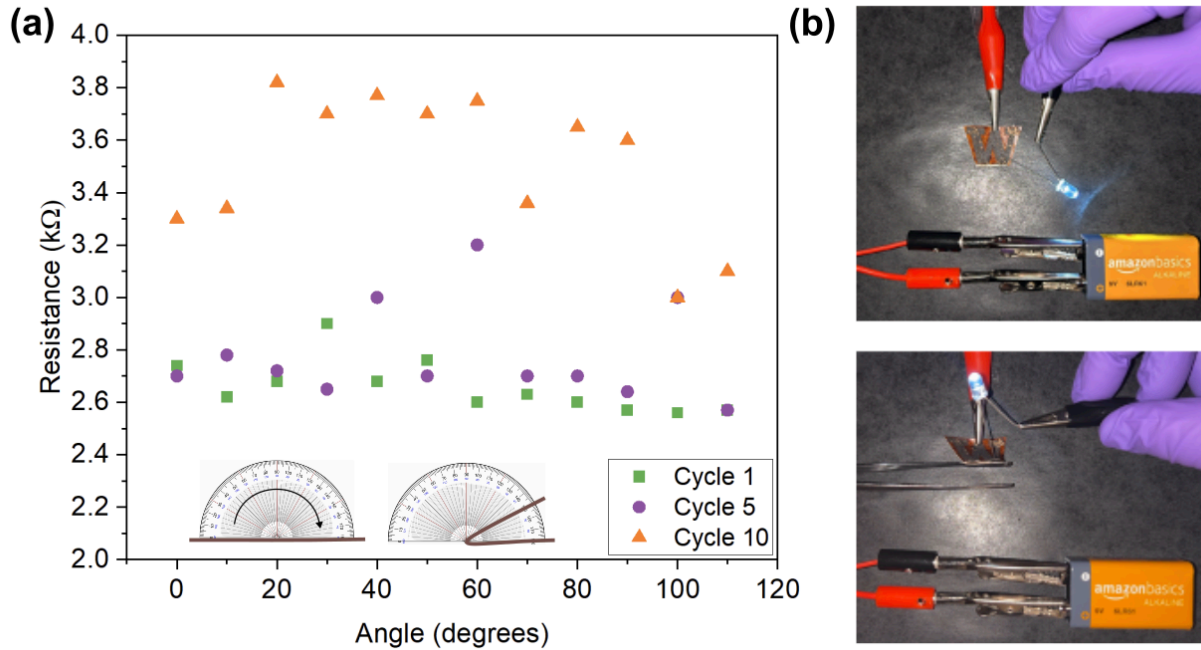 (a)
4.0
3.8
3.6
3.4
3.2
3.0
2.8
2.6
2.4
2.2
2.0
Resistance (kΩ)
0
20
40
60
80
100
120
Angle (degrees)
Cycle 1
Cycle 5
Cycle 10
(b)
amazonbasics
ALKALINE
amazonbasics
ALKALINE